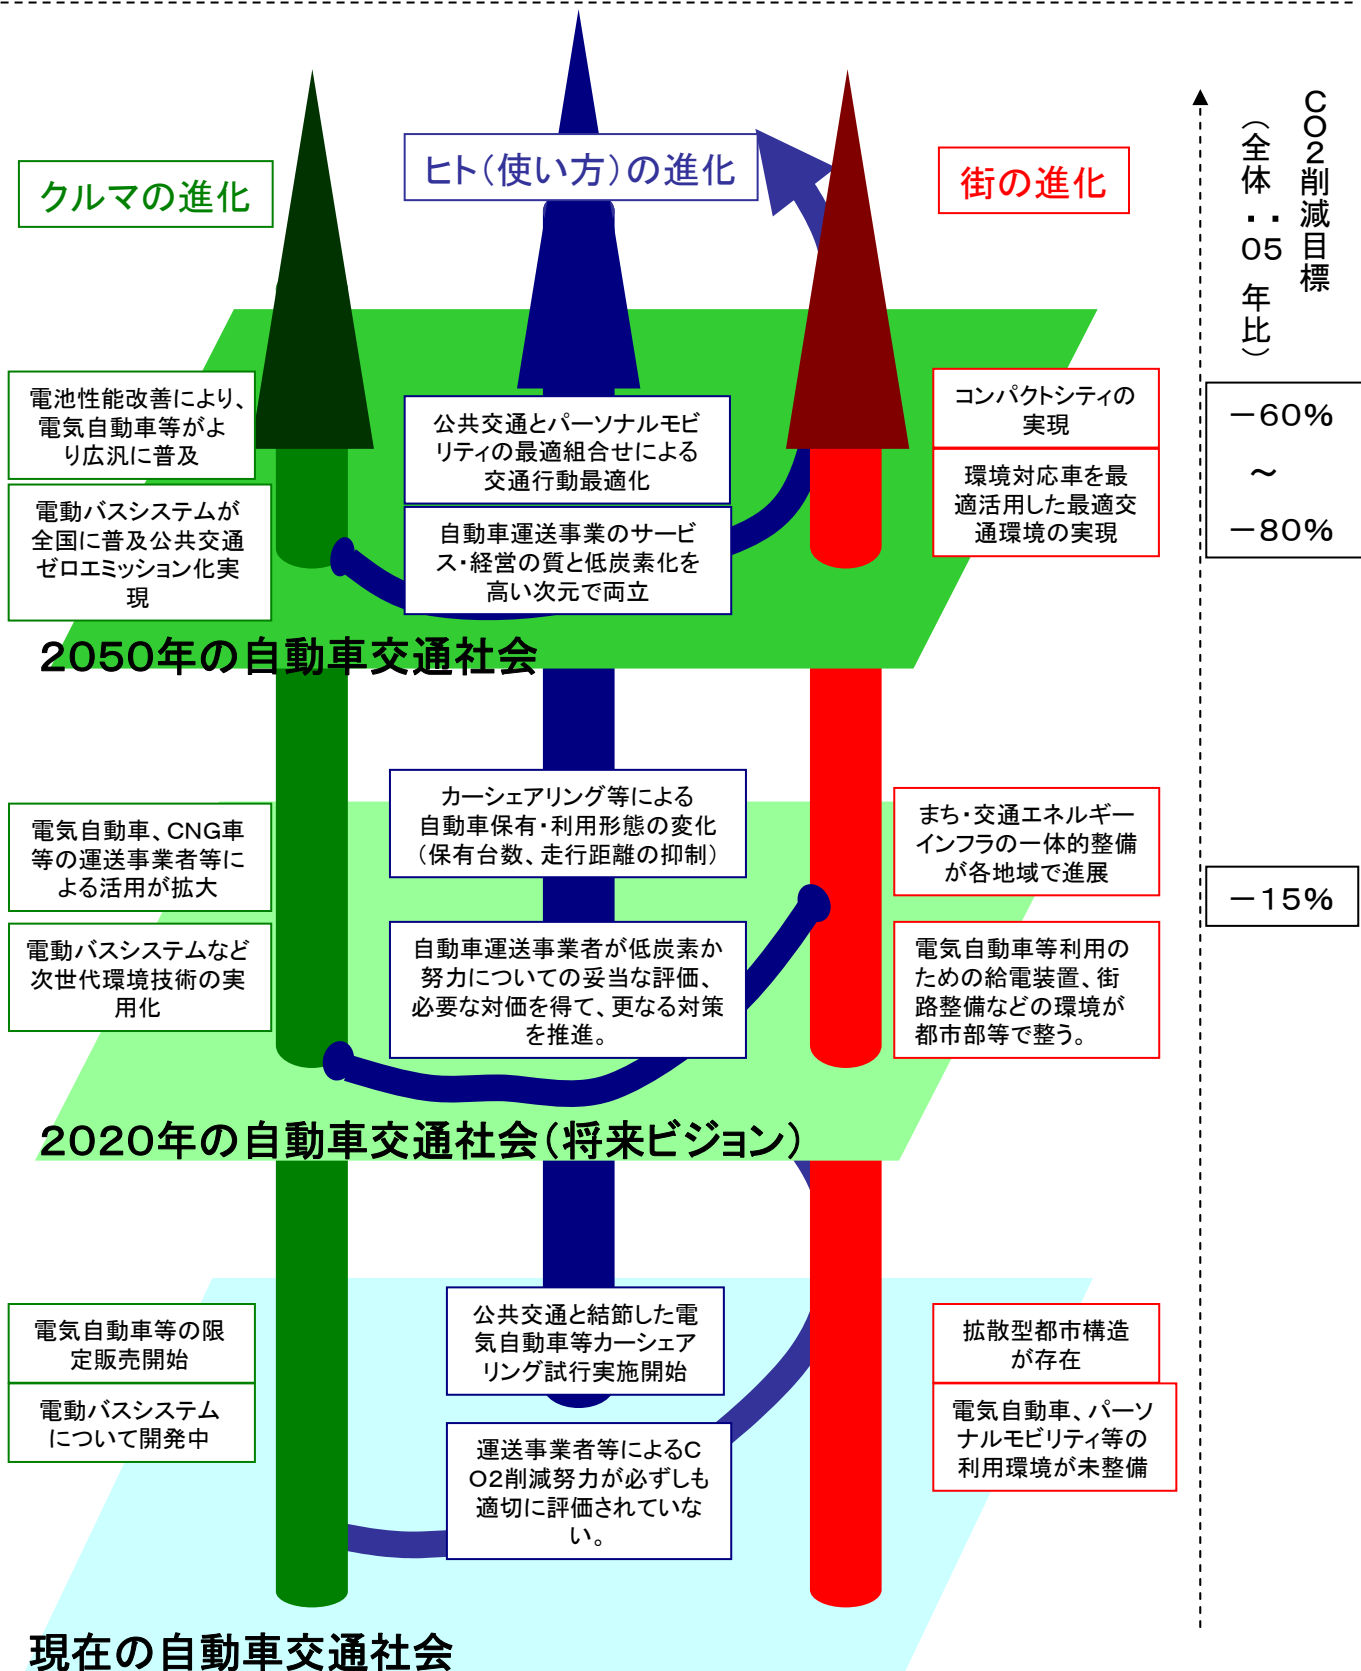 クルマの進化
ヒト（使い方）の進化
街の進化
CO2削減目標
（全体：05年比）
電池性能改善により、
電気自動車等がよ
り広汎に普及
電動バスシステムが
全国に普及公共交通
ゼロエミッション化実
現
公共交通とパーソナルモビ
リティの最適組合せによる
交通行動最適化
自動車運送事業のサービ
ス・経営の質と低炭素化を
高い次元で両立
コンパクトシティの
実現
環境対応車を最
適活用した最適交
通環境の実現
－60%
～
－80%
2050年の自動車交通社会
電気自動車、CNG車
等の運送事業者等に
よる活用が拡大
電動バスシステムなど
次世代環境技術の実
用化
カーシェアリング等による
自動車保有・利用形態の変化
（保有台数、走行距離の抑制）
自動車運送事業者が低炭素か
努力についての妥当な評価、
必要な対価を得て、更なる対策
を推進。
まち・交通エネルギー
インフラの一体的整備
が各地域で進展
電気自動車等利用の
ための給電装置、街
路整備などの環境が
都市部等で整う。
－15%
2020年の自動車交通社会（将来ビジョン）
電気自動車等の限
定販売開始
電動バスシステム
について開発中
公共交通と結節した電
気自動車等カーシェア
リング試行実施開始
運送事業者等によるC
O2削減努力が必ずしも
適切に評価されていな
い。
拡散型都市構造
が存在
電気自動車、パーソ
ナルモビリティ等の
利用環境が未整備
現在の自動車交通社会